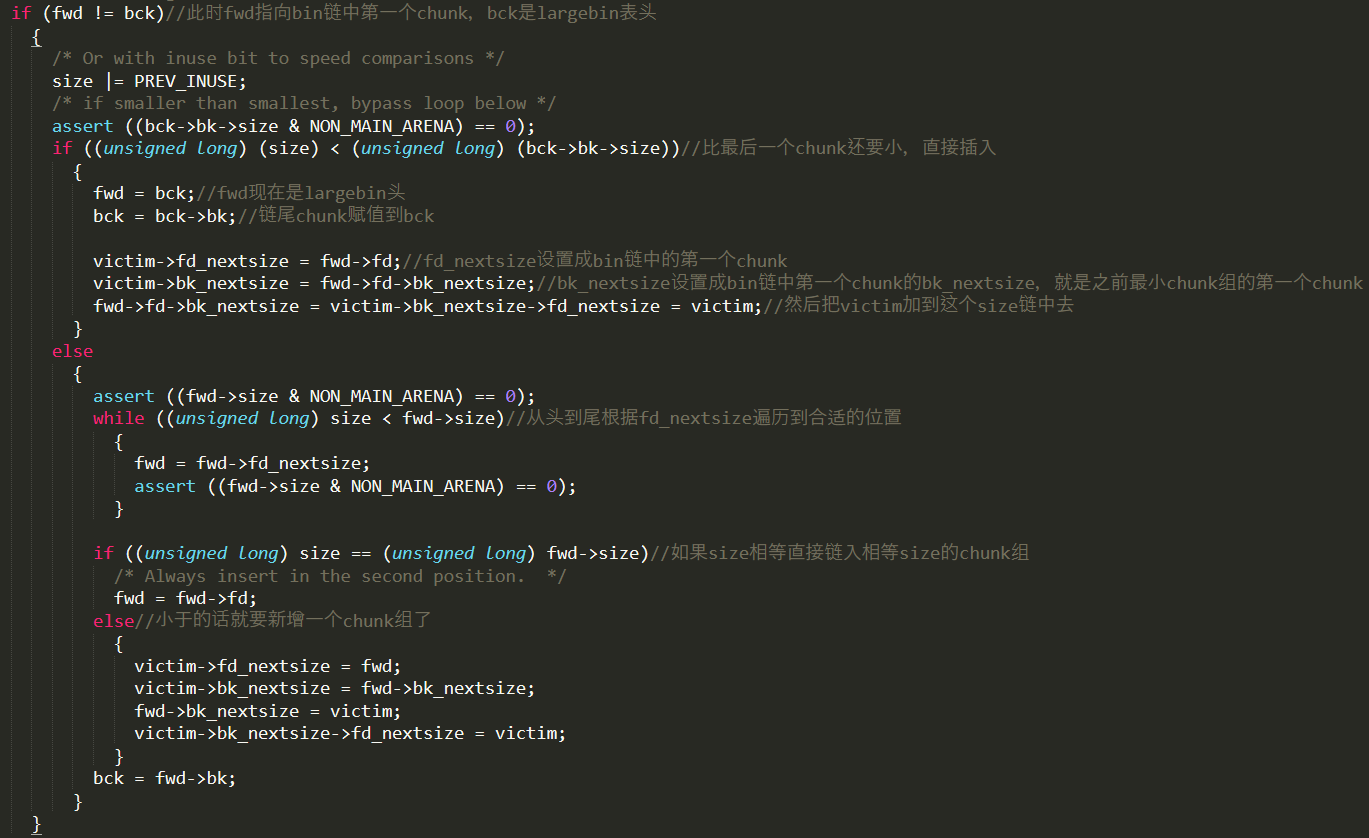 if (fwd != bck)//此时fwd指向bin链中第一个chunk, bck是largebin表头
{
/* Or with inuse bit to speed comparisons */
size |= PREV_INUSE;
/* if smaller than smallest, bypass loop below */
assert ((bck->bk->size & NON_MAIN_ARENA) == 0);
if ((unsigned long) (size) < (unsigned long) (bck->bk->size))//比最后一个chunk还要小, 直接插入
{
fwd = bck;//fwd现在是largebin头
bck = bck->bk;//链尾chunk赋值到bck
victim->fd_nextsize = fwd->fd;//fd_nextsize设置成bin链中的第一个chunk
victim->bk_nextsize = fwd->fd->bk_nextsize;//bk_nextsize设置成bin链中第一个chunk的bk_nextsize, 就是之前最小chunk组的第一个chunk
fwd->fd->bk_nextsize = victim->bk_nextsize->fd_nextsize = victim;//然后把victim加到这个size链中去
}
else
{
assert ((fwd->size & NON_MAIN_ARENA) == 0);
while ((unsigned long) size < fwd->size)//从头到尾根据fd_nextsize遍历到合适的位置
{
fwd = fwd->fd_nextsize;
assert ((fwd->size & NON_MAIN_ARENA) == 0);
}
if ((unsigned long) size == (unsigned long) fwd->size)//如果size相等直接链入相等size的chunk组
/* Always insert in the second position.  */
fwd = fwd->fd;
else//小于的话就要新增一个chunk组了
{
victim->fd_nextsize = fwd;
victim->bk_nextsize = fwd->bk_nextsize;
fwd->bk_nextsize = victim;
victim->bk_nextsize->fd_nextsize = victim;
}
bck = fwd->bk;
}
}